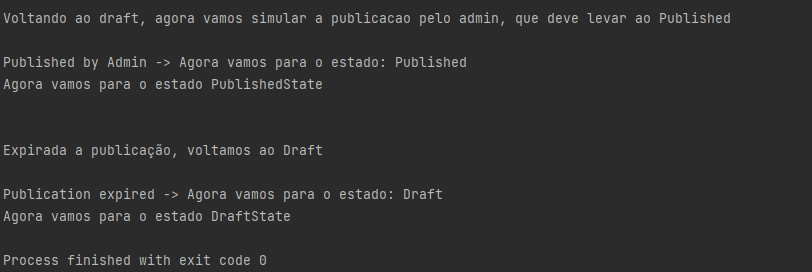 Voltando ao draft, agora vamos simular a publicacao pelo admin, que deve levar ao Published
Published by Admin -> Agora vamos para o estado: Published
Agora vamos para o estado PublishedState
Expirada a publicação, voltamos ao Draft
Publication expired -> Agora vamos para o estado: Draft
Agora vamos para o estado DraftState
Process finished with exit code 0